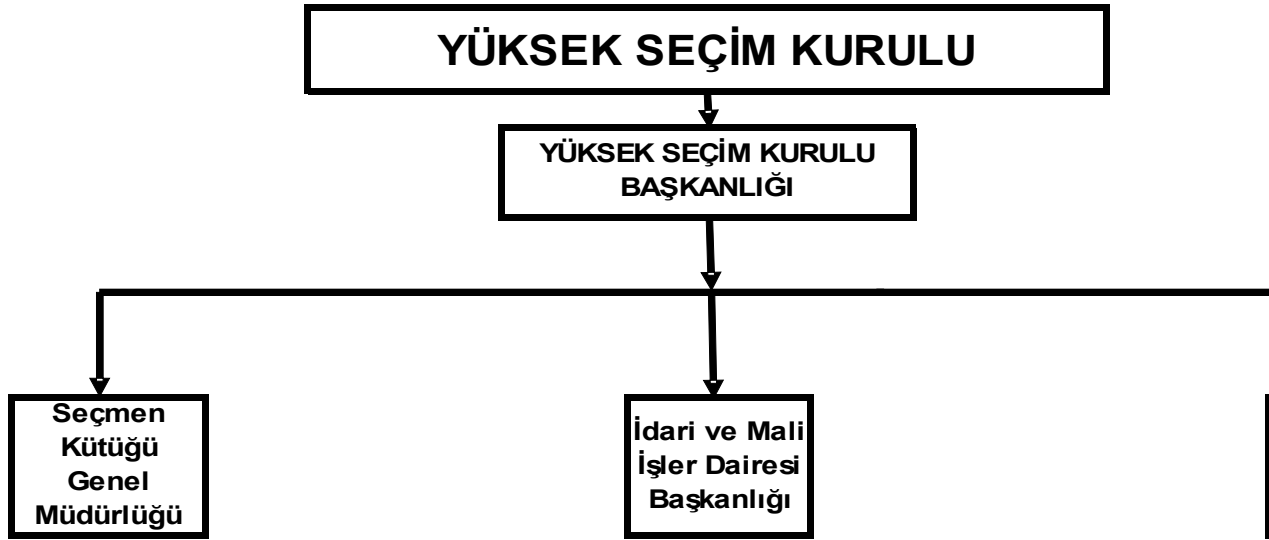 YÜKSEK SEÇİM KURULU
YÜKSEK SEÇİM KURULU
BAŞKANLIĞI
Seçmen
Kütüğü
Genel
Müdürlüğü
İdari ve Mali
İşler Dairesi
Başkanlığı